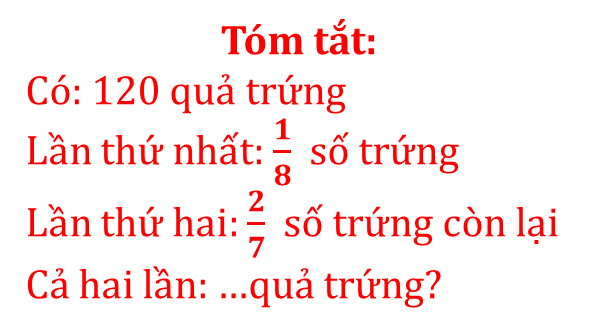 Tóm tắt:
Có: 120 quả trứng
Lần thứ nhất: 1/8 số trứng
Lần thứ hai: 2/7 số trứng còn lại
Cả hai lần: ...quả trứng?